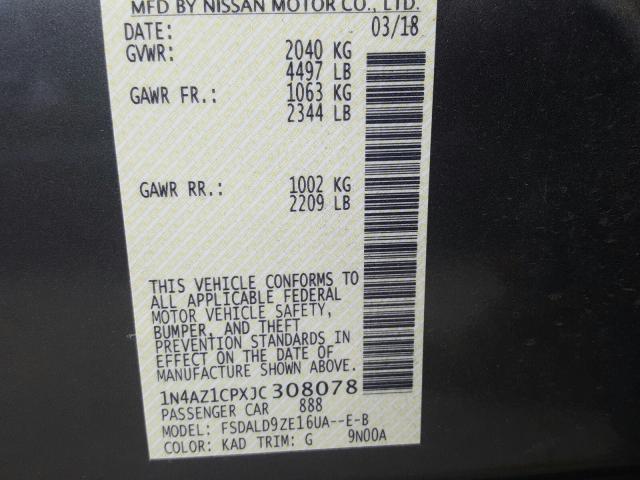 MFD BY NISSAN MOTOR CO., LTD.
DATE: 03/18
GVWR: 2040 KG
4497 LB
GAWR FR.: 1063 KG
2344 LB
GAWR RR.: 1002 KG
2209 LB
THIS VEHICLE CONFORMS TO
ALL APPLICABLE FEDERAL
MOTOR VEHICLE SAFETY,
BUMPER, AND THEFT
PREVENTION STANDARDS IN
EFFECT ON THE DATE OF
MANUFACTURE SHOWN ABOVE.
1N4AZ1CPXJC308078
PASSENGER CAR 888
MODEL: FSDALD9ZE16UA--E-B
COLOR: KAD TRIM: G 9N00A